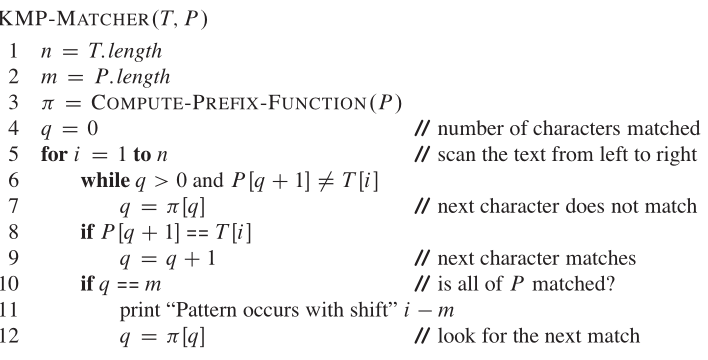 KMP-MATCHER(T, P)
1 n = T.length
2 m = P.length
3 π = COMPUTE-PREFIX-FUNCTION(P)
4 q = 0 // number of characters matched
5 for i = 1 to n // scan the text from left to right
6 while q > 0 and P[q + 1] ≠ T[i]
7 q = π[q] // next character does not match
8 if P[q + 1] == T[i]
9 q = q + 1 // next character matches
10 if q == m // is all of P matched?
11 print “Pattern occurs with shift” i − m
12 q = π[q] // look for the next match